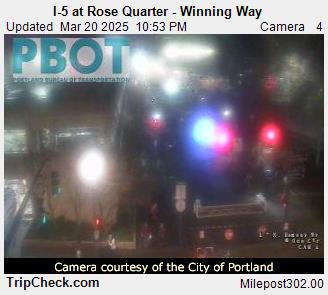 I-5 at Rose Quarter - Winning Way
Updated Mar 20 2025 10:53 PM Camera 4
PBOT
PORTLAND BUREAU OF TRANSPORTATION
Camera courtesy of the City of Portland
TripCheck.com Milepost302.00